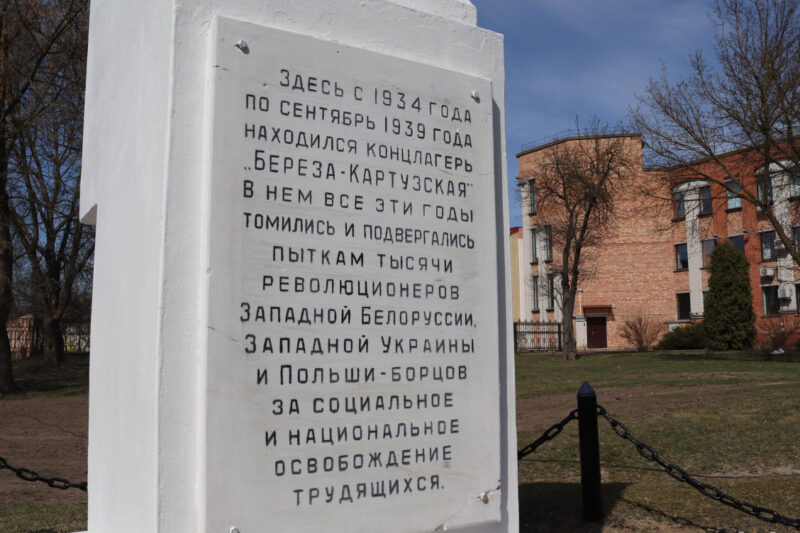 Здесь с 1934 года
по сентябрь 1939 года
находился концлагерь
„Береза-Картузская"
В нем все эти годы
томились и подвергались
пыткам тысячи
революционеров
Западной Белоруссии,
Западной Украины
и Польши-борцов
за социальное
и национальное
освобождение
трудящихся.